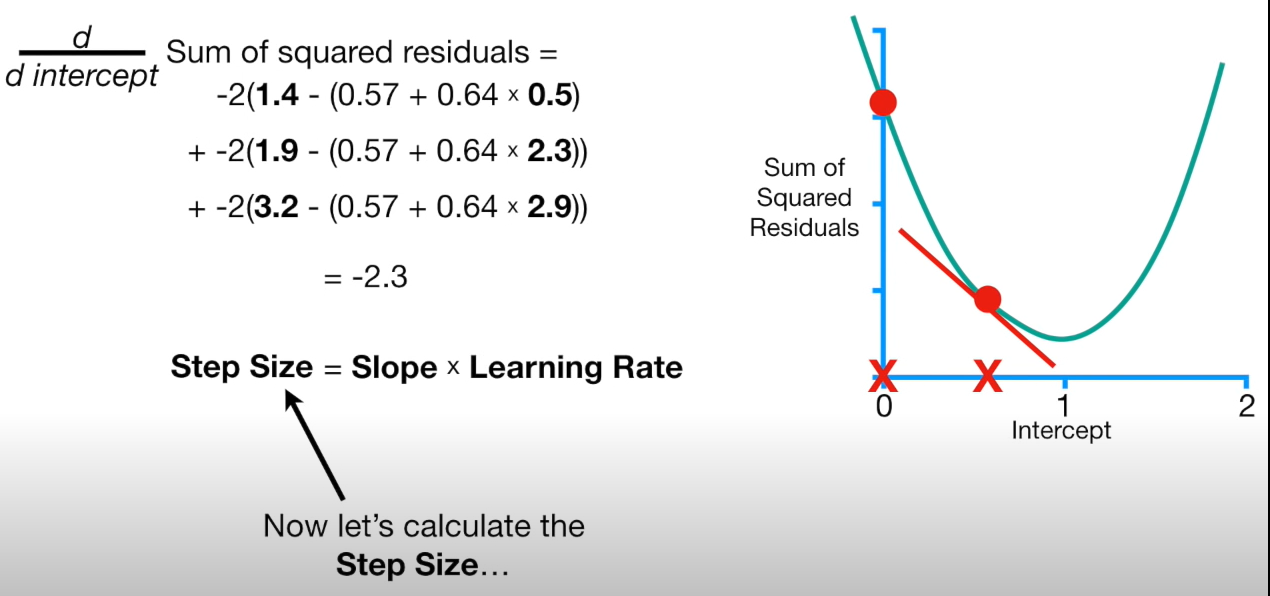 d
d intercept
Sum of squared residuals =
-2(1.4 - (0.57 + 0.64 × 0.5)
+ -2(1.9 - (0.57 + 0.64 × 2.3))
+ -2(3.2 - (0.57 + 0.64 × 2.9))
= -2.3
Step Size = Slope × Learning Rate
Now let's calculate the
Step Size...
Sum of
Squared
Residuals
X X
0 1 2
Intercept